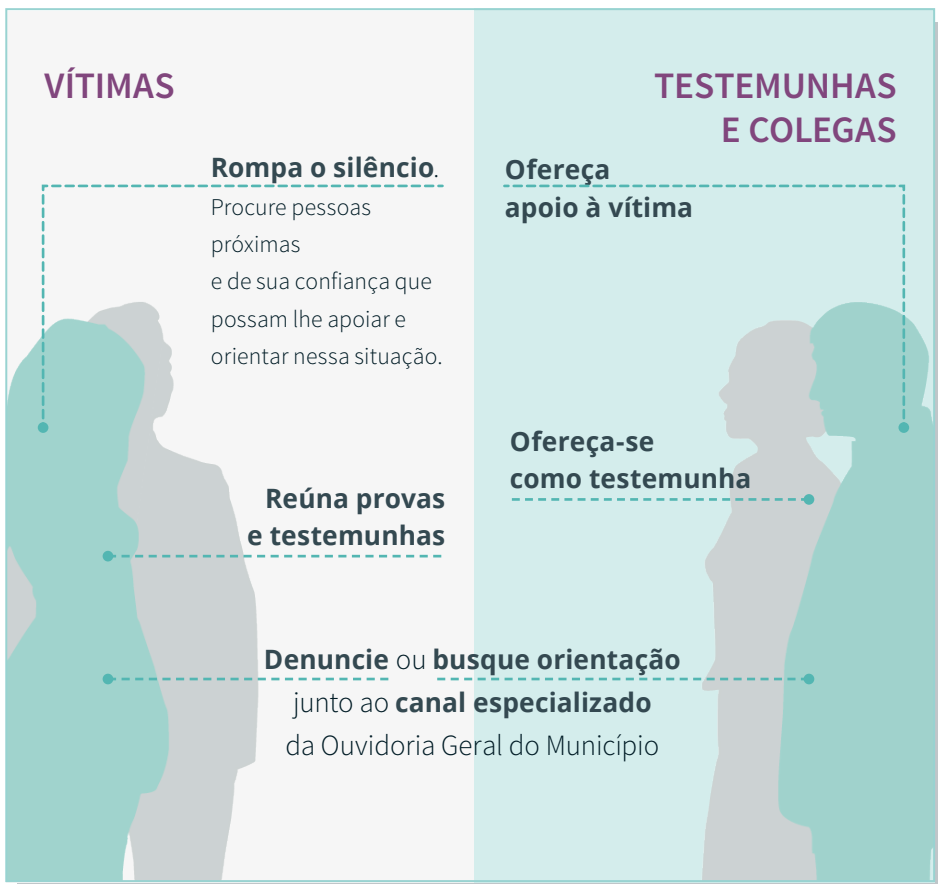 VÍTIMAS
Rompa o silêncio.
Procure pessoas
próximas
e de sua confiança que
possam lhe apoiar e
orientar nessa situação.
Reúna provas
e testemunhas
TESTEMUNHAS
E COLEGAS
Ofereça
apoio à vítima
Ofereça-se
como testemunha
Denuncie ou busque orientação
junto ao canal especializado
da Ouvidoria Geral do Município